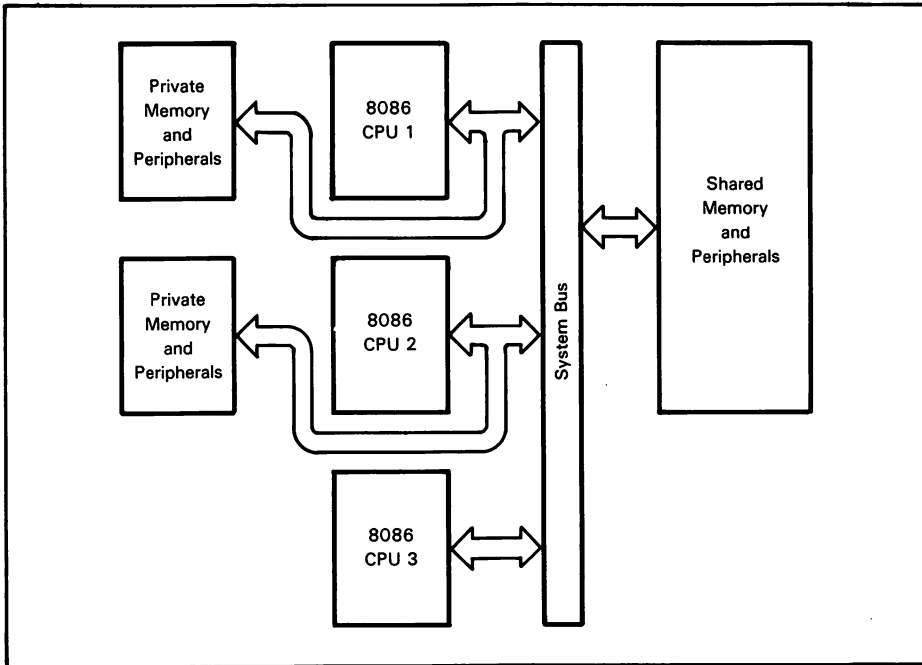 Private
Memory
and
Peripherals
8086
CPU 1
Private
Memory
and
Peripherals
8086
CPU 2
8086
CPU 3
System Bus
Shared
Memory
and
Peripherals